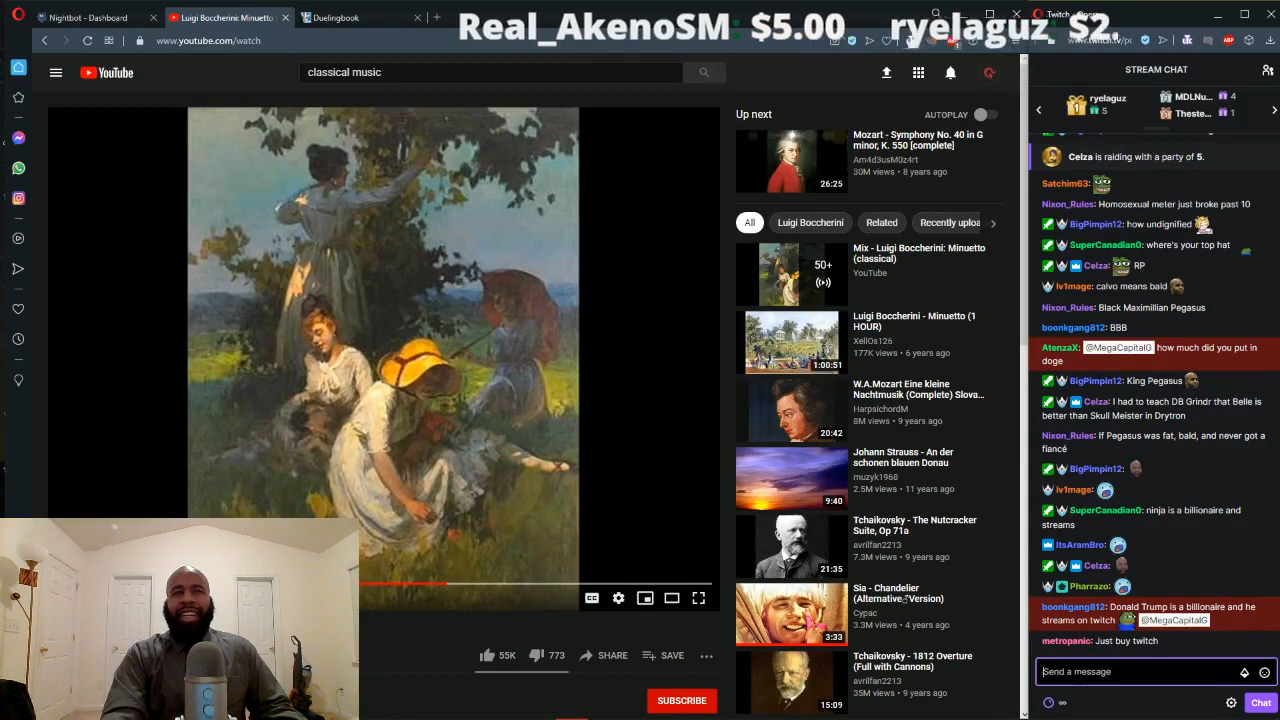 Nightbot - Dashboard
Luigi Boccherini: Minuetto
Duelingbook
Real_AkenoSM: $5.00 ryelaguz $2.
www.youtube.com/watch
YouTube
classical music
Up next
AUTOPLAY
Mozart - Symphony No. 40 in G
minor, K. 550 [complete]
Am4d3usM0z4rt
30M views • 8 years ago
26:25
All
Luigi Boccherini
Related
Recently uploa
Mix - Luigi Boccherini: Minuetto
(classical)
YouTube
50+
Luigi Boccherini - Minuetto (1
HOUR)
XellOs126
177K views • 6 years ago
1:00:51
W.A.Mozart Eine kleine
Nachtmusik (Complete) Slova...
HarpsichordM
8M views • 9 years ago
20:42
Johann Strauss - An der
schonen blauen Donau
muzyk1968
2.5M views • 11 years ago
9:40
Tchaikovsky - The Nutcracker
Suite, Op 71a
avrilfan2213
7.3M views • 9 years ago
21:35
Sia - Chandelier
(Alternative Version)
Cypac
3.3M views • 4 years ago
3:33
Tchaikovsky - 1812 Overture
(Full with Cannons)
avrilfan2213
35M views • 9 years ago
15:09
CC
55K
773
SHARE
SAVE
SUBSCRIBE
STREAM CHAT
1
ryelaguz
5
MDLNu... 4
Theste... 1
Celza is raiding with a party of 5.
Satchim63:
Nixon_Rules: Homosexual meter just broke past 10
BigPimpin12: how undignified
SuperCanadian0: where's your top hat
Celza: RP
lv1mage: calvo means bald
Nixon_Rules: Black Maximillian Pegasus
boonkgang812: BBB
AtenzaX: @MegaCapitalG how much did you put in
doge
BigPimpin12: King Pegasus
Celza: I had to teach DB Grindr that Belle is
better than Skull Meister in Drytron
Nixon_Rules: If Pegasus was fat, bald, and never got a
fiancé
BigPimpin12:
lv1mage:
SuperCanadian0: ninja is a billionaire and
streams
ItsAramBro:
Celza:
Pharrazo:
boonkgang812: Donald Trump is a billionaire and he
streams on twitch @MegaCapitalG
metropanic: Just buy twitch
Send a message
Chat